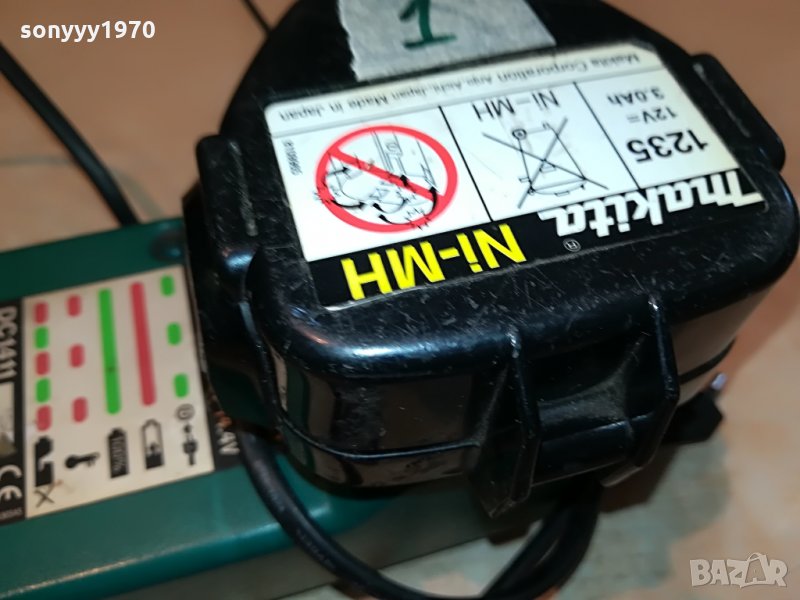 sonyyy1970
1
makita
®
Ni-MH
1235
12V=
3.0Ah
Ni-MH
Makita Corporation Anjo, Aichi, Japan Made in Japan
DC1411
CE
BAZAR